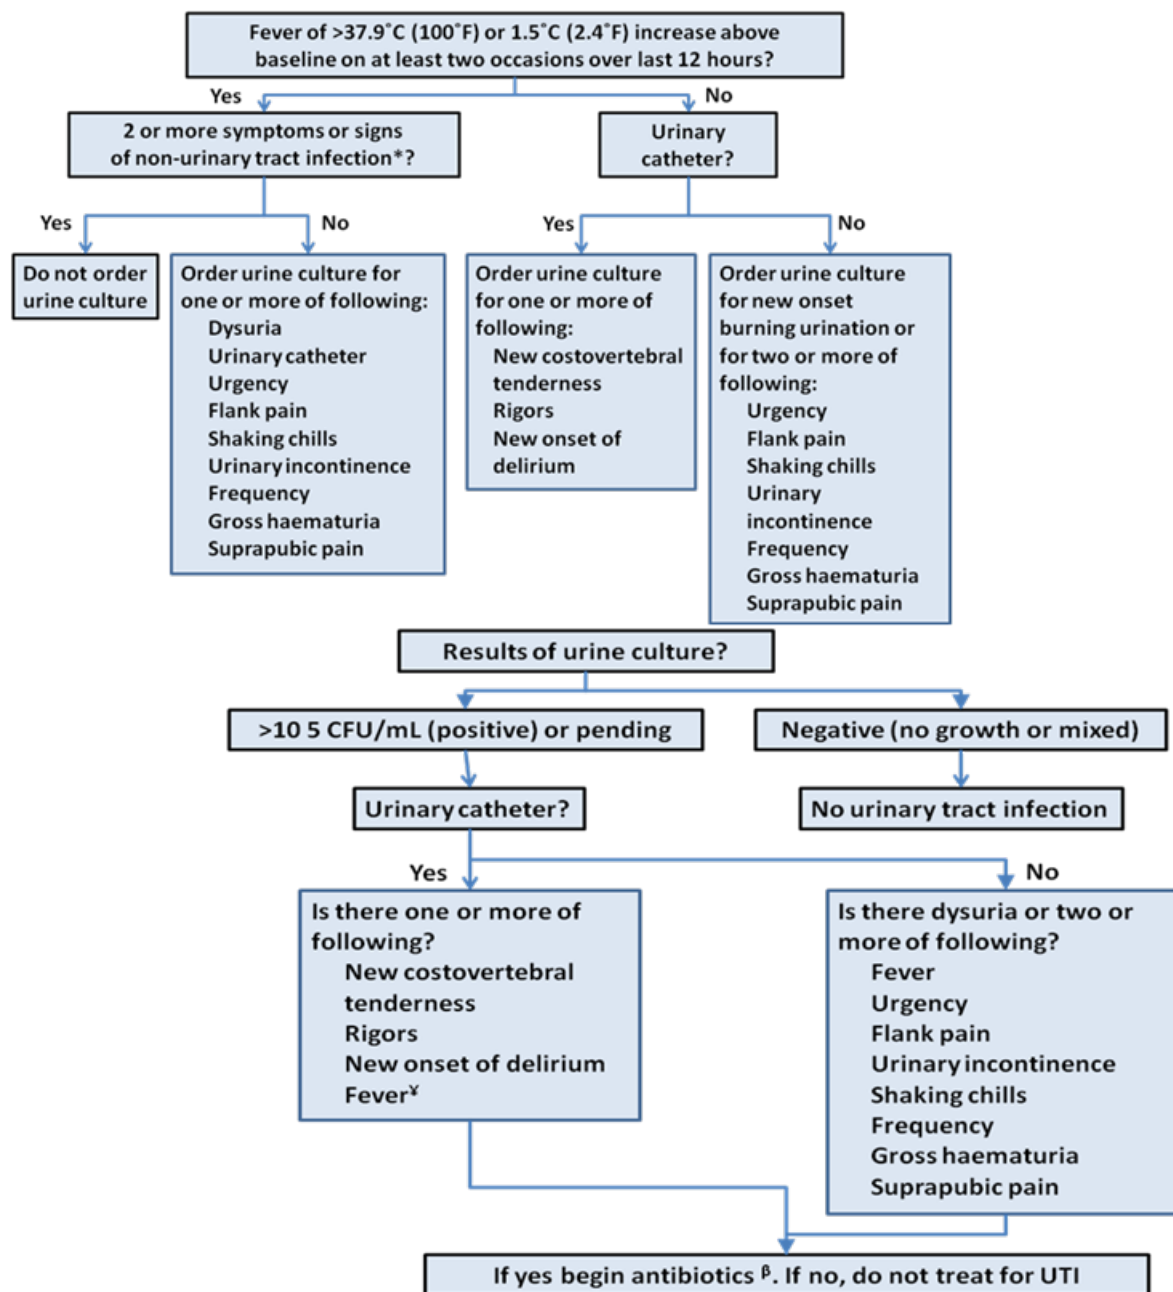 Fever of >37.9˚C (100˚F) or 1.5˚C (2.4˚F) increase above
baseline on at least two occasions over last 12 hours?
Yes
No
2 or more symptoms or signs
of non-urinary tract infection*?
Urinary
catheter?
Yes
No
Yes
No
Do not order
urine culture
Order urine culture for
one or more of following:
Dysuria
Urinary catheter
Urgency
Flank pain
Shaking chills
Urinary incontinence
Frequency
Gross haematuria
Suprapubic pain
Order urine culture
for one or more of
following:
New costovertebral
tenderness
Rigors
New onset of
delirium
Order urine culture
for new onset
burning urination or
for two or more of
following:
Urgency
Flank pain
Shaking chills
Urinary
incontinence
Frequency
Gross haematuria
Suprapubic pain
Results of urine culture?
>10 5 CFU/mL (positive) or pending
Negative (no growth or mixed)
Urinary catheter?
No urinary tract infection
Yes
No
Is there one or more of
following?
New costovertebral
tenderness
Rigors
New onset of delirium
Fever¥
Is there dysuria or two or
more of following?
Fever
Urgency
Flank pain
Urinary incontinence
Shaking chills
Frequency
Gross haematuria
Suprapubic pain
If yes begin antibiotics β. If no, do not treat for UTI